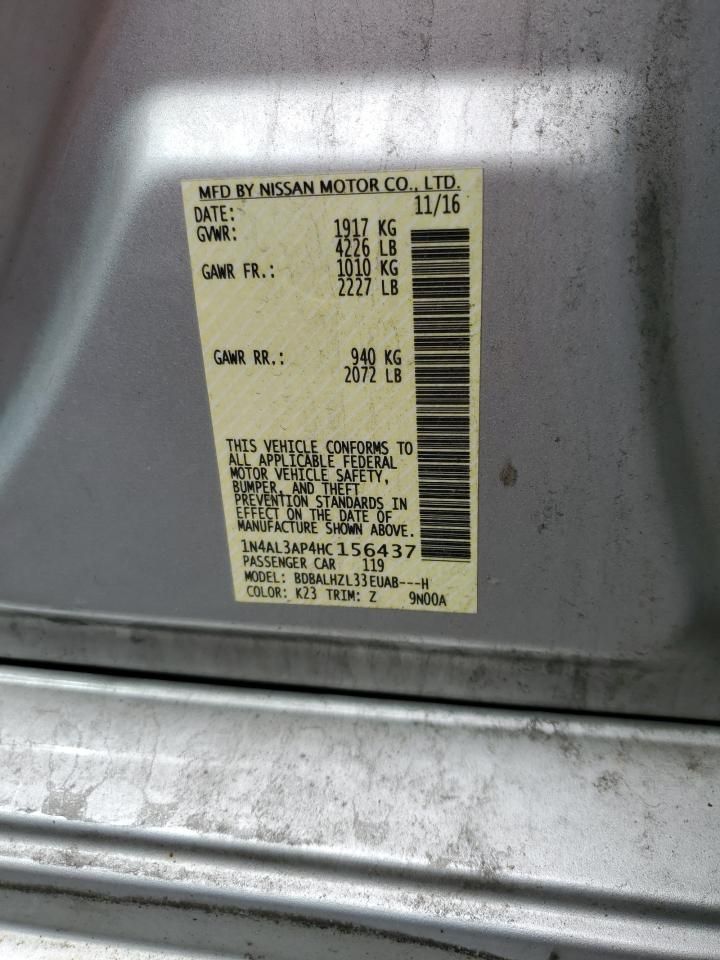 MFD BY NISSAN MOTOR CO., LTD.
DATE: 11/16
GVWR: 1917 KG
4226 LB
GAWR FR.: 1010 KG
2227 LB
GAWR RR.: 940 KG
2072 LB
THIS VEHICLE CONFORMS TO
ALL APPLICABLE FEDERAL
MOTOR VEHICLE SAFETY,
BUMPER, AND THEFT
PREVENTION STANDARDS IN
EFFECT ON THE DATE OF
MANUFACTURE SHOWN ABOVE.
1N4AL3AP4HC156437
PASSENGER CAR 119
MODEL: BDBALHZL33EUAB---H
COLOR: K23 TRIM: Z 9N00A